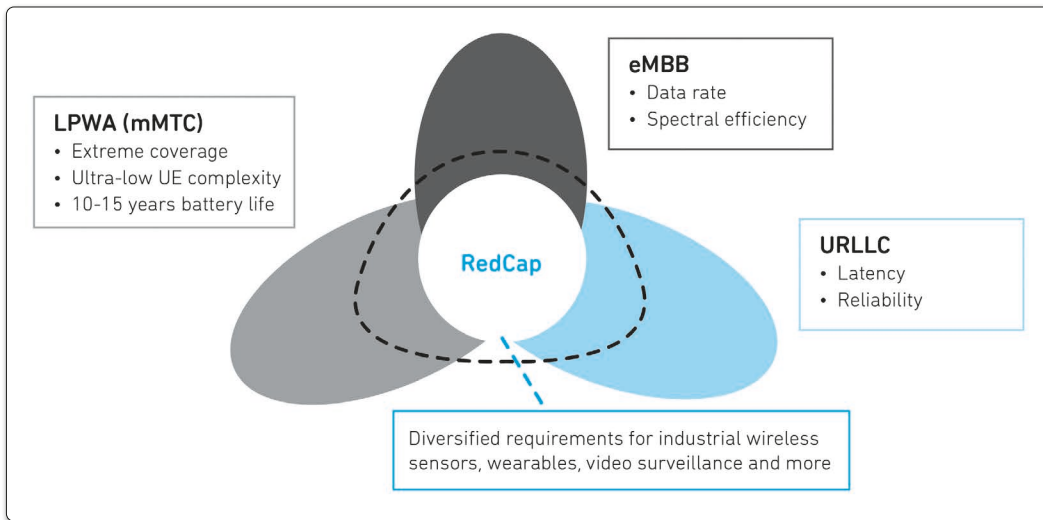 eMBB
• Data rate
• Spectral efficiency
LPWA (mMTC)
• Extreme coverage
• Ultra-low UE complexity
• 10-15 years battery life
RedCap
URLLC
• Latency
• Reliability
Diversified requirements for industrial wireless
sensors, wearables, video surveillance and more